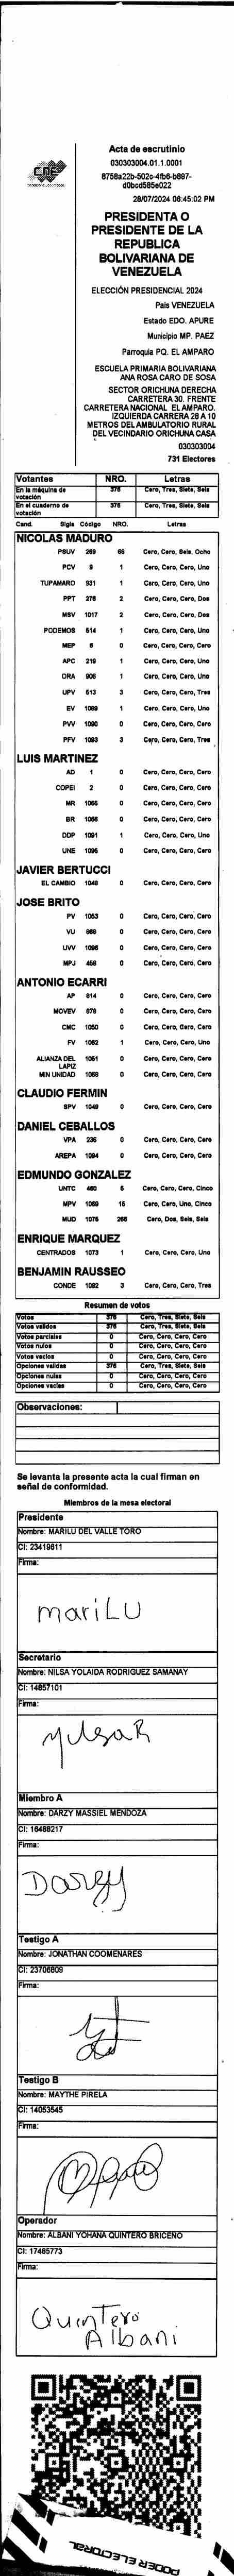 CNE
Acta de escrutinio
030303004.01.1.0001
8758a22b-502c-4fb6-b897-
d0bcd585e022
28/07/2024 06:45:02 PM
PRESIDENTA O
PRESIDENTE DE LA
REPUBLICA
BOLIVARIANA DE
VENEZUELA
ELECCIÓN PRESIDENCIAL 2024
País VENEZUELA
Estado EDO. APURE
Municipio MP. PAEZ
Parroquia PQ. EL AMPARO
ESCUELA PRIMARIA BOLIVARIANA
ANA ROSA CARO DE SOSA
SECTOR ORICHUNA DERECHA
CARRETERA 30. FRENTE
CARRETERA NACIONAL EL AMPARO.
IZQUIERDA CARRERA 28 A 10
METROS DEL AMBULATORIO RURAL
DEL VECINDARIO ORICHUNA CASA
030303004
731 Electores
Votantes NRO. Letras
En la máquina de votación 376 Cero, Tres, Siete, Seis
En el cuaderno de votación 376 Cero, Tres, Siete, Seis
Cand. Sigla Código NRO. Letras
NICOLAS MADURO
PSUV 269 68 Cero, Cero, Seis, Ocho
PCV 9 1 Cero, Cero, Cero, Uno
TUPAMARO 931 1 Cero, Cero, Cero, Uno
PPT 276 2 Cero, Cero, Cero, Dos
MSV 1017 2 Cero, Cero, Cero, Dos
PODEMOS 514 1 Cero, Cero, Cero, Uno
MEP 6 0 Cero, Cero, Cero, Cero
APC 219 1 Cero, Cero, Cero, Uno
ORA 906 1 Cero, Cero, Cero, Uno
UPV 513 3 Cero, Cero, Cero, Tres
EV 1089 1 Cero, Cero, Cero, Uno
PVV 1090 0 Cero, Cero, Cero, Cero
PFV 1093 3 Cero, Cero, Cero, Tres
LUIS MARTINEZ
AD 1 0 Cero, Cero, Cero, Cero
COPEI 2 0 Cero, Cero, Cero, Cero
MR 1065 0 Cero, Cero, Cero, Cero
BR 1066 0 Cero, Cero, Cero, Cero
DDP 1091 1 Cero, Cero, Cero, Uno
UNE 1095 0 Cero, Cero, Cero, Cero
JAVIER BERTUCCI
EL CAMBIO 1048 0 Cero, Cero, Cero, Cero
JOSE BRITO
PV 1053 0 Cero, Cero, Cero, Cero
VU 868 0 Cero, Cero, Cero, Cero
UVV 1096 0 Cero, Cero, Cero, Cero
MPJ 458 0 Cero, Cero, Cero, Cero
ANTONIO ECARRI
AP 814 0 Cero, Cero, Cero, Cero
MOVEV 978 0 Cero, Cero, Cero, Cero
CMC 1050 0 Cero, Cero, Cero, Cero
FV 1062 1 Cero, Cero, Cero, Uno
ALIANZA DEL LAPIZ 1051 0 Cero, Cero, Cero, Cero
MIN UNIDAD 1068 0 Cero, Cero, Cero, Cero
CLAUDIO FERMIN
SPV 1049 0 Cero, Cero, Cero, Cero
DANIEL CEBALLOS
VPA 236 0 Cero, Cero, Cero, Cero
AREPA 1094 0 Cero, Cero, Cero, Cero
EDMUNDO GONZALEZ
UNTC 460 5 Cero, Cero, Cero, Cinco
MPV 1069 15 Cero, Cero, Uno, Cinco
MUD 1075 266 Cero, Dos, Seis, Seis
ENRIQUE MARQUEZ
CENTRADOS 1073 1 Cero, Cero, Cero, Uno
BENJAMIN RAUSSEO
CONDE 1092 3 Cero, Cero, Cero, Tres
Resumen de votos
Votos 376 Cero, Tres, Siete, Seis
Votos validos 376 Cero, Tres, Siete, Seis
Votos parciales 0 Cero, Cero, Cero, Cero
Votos nulos 0 Cero, Cero, Cero, Cero
Votos vacios 0 Cero, Cero, Cero, Cero
Opciones validas 376 Cero, Tres, Siete, Seis
Opciones nulas 0 Cero, Cero, Cero, Cero
Opciones vacias 0 Cero, Cero, Cero, Cero
Observaciones:
Se levanta la presente acta la cual firman en
señal de conformidad.
Miembros de la mesa electoral
Presidente
Nombre: MARILU DEL VALLE TORO
CI: 23419611
Firma:
mariLU
Secretario
Nombre: NILSA YOLAIDA RODRIGUEZ SAMANAY
CI: 14857101
Firma:
Nilsa R
Miembro A
Nombre: DARZY MASSIEL MENDOZA
CI: 16488217
Firma:
Darzy
Testigo A
Nombre: JONATHAN COOMENARES
CI: 23706809
Firma:
Testigo B
Nombre: MAYTHE PIRELA
CI: 14053545
Firma:
Operador
Nombre: ALBANI YOHANA QUINTERO BRICEÑO
CI: 17485773
Firma:
Quintero
Albani
PODER ELECTORAL